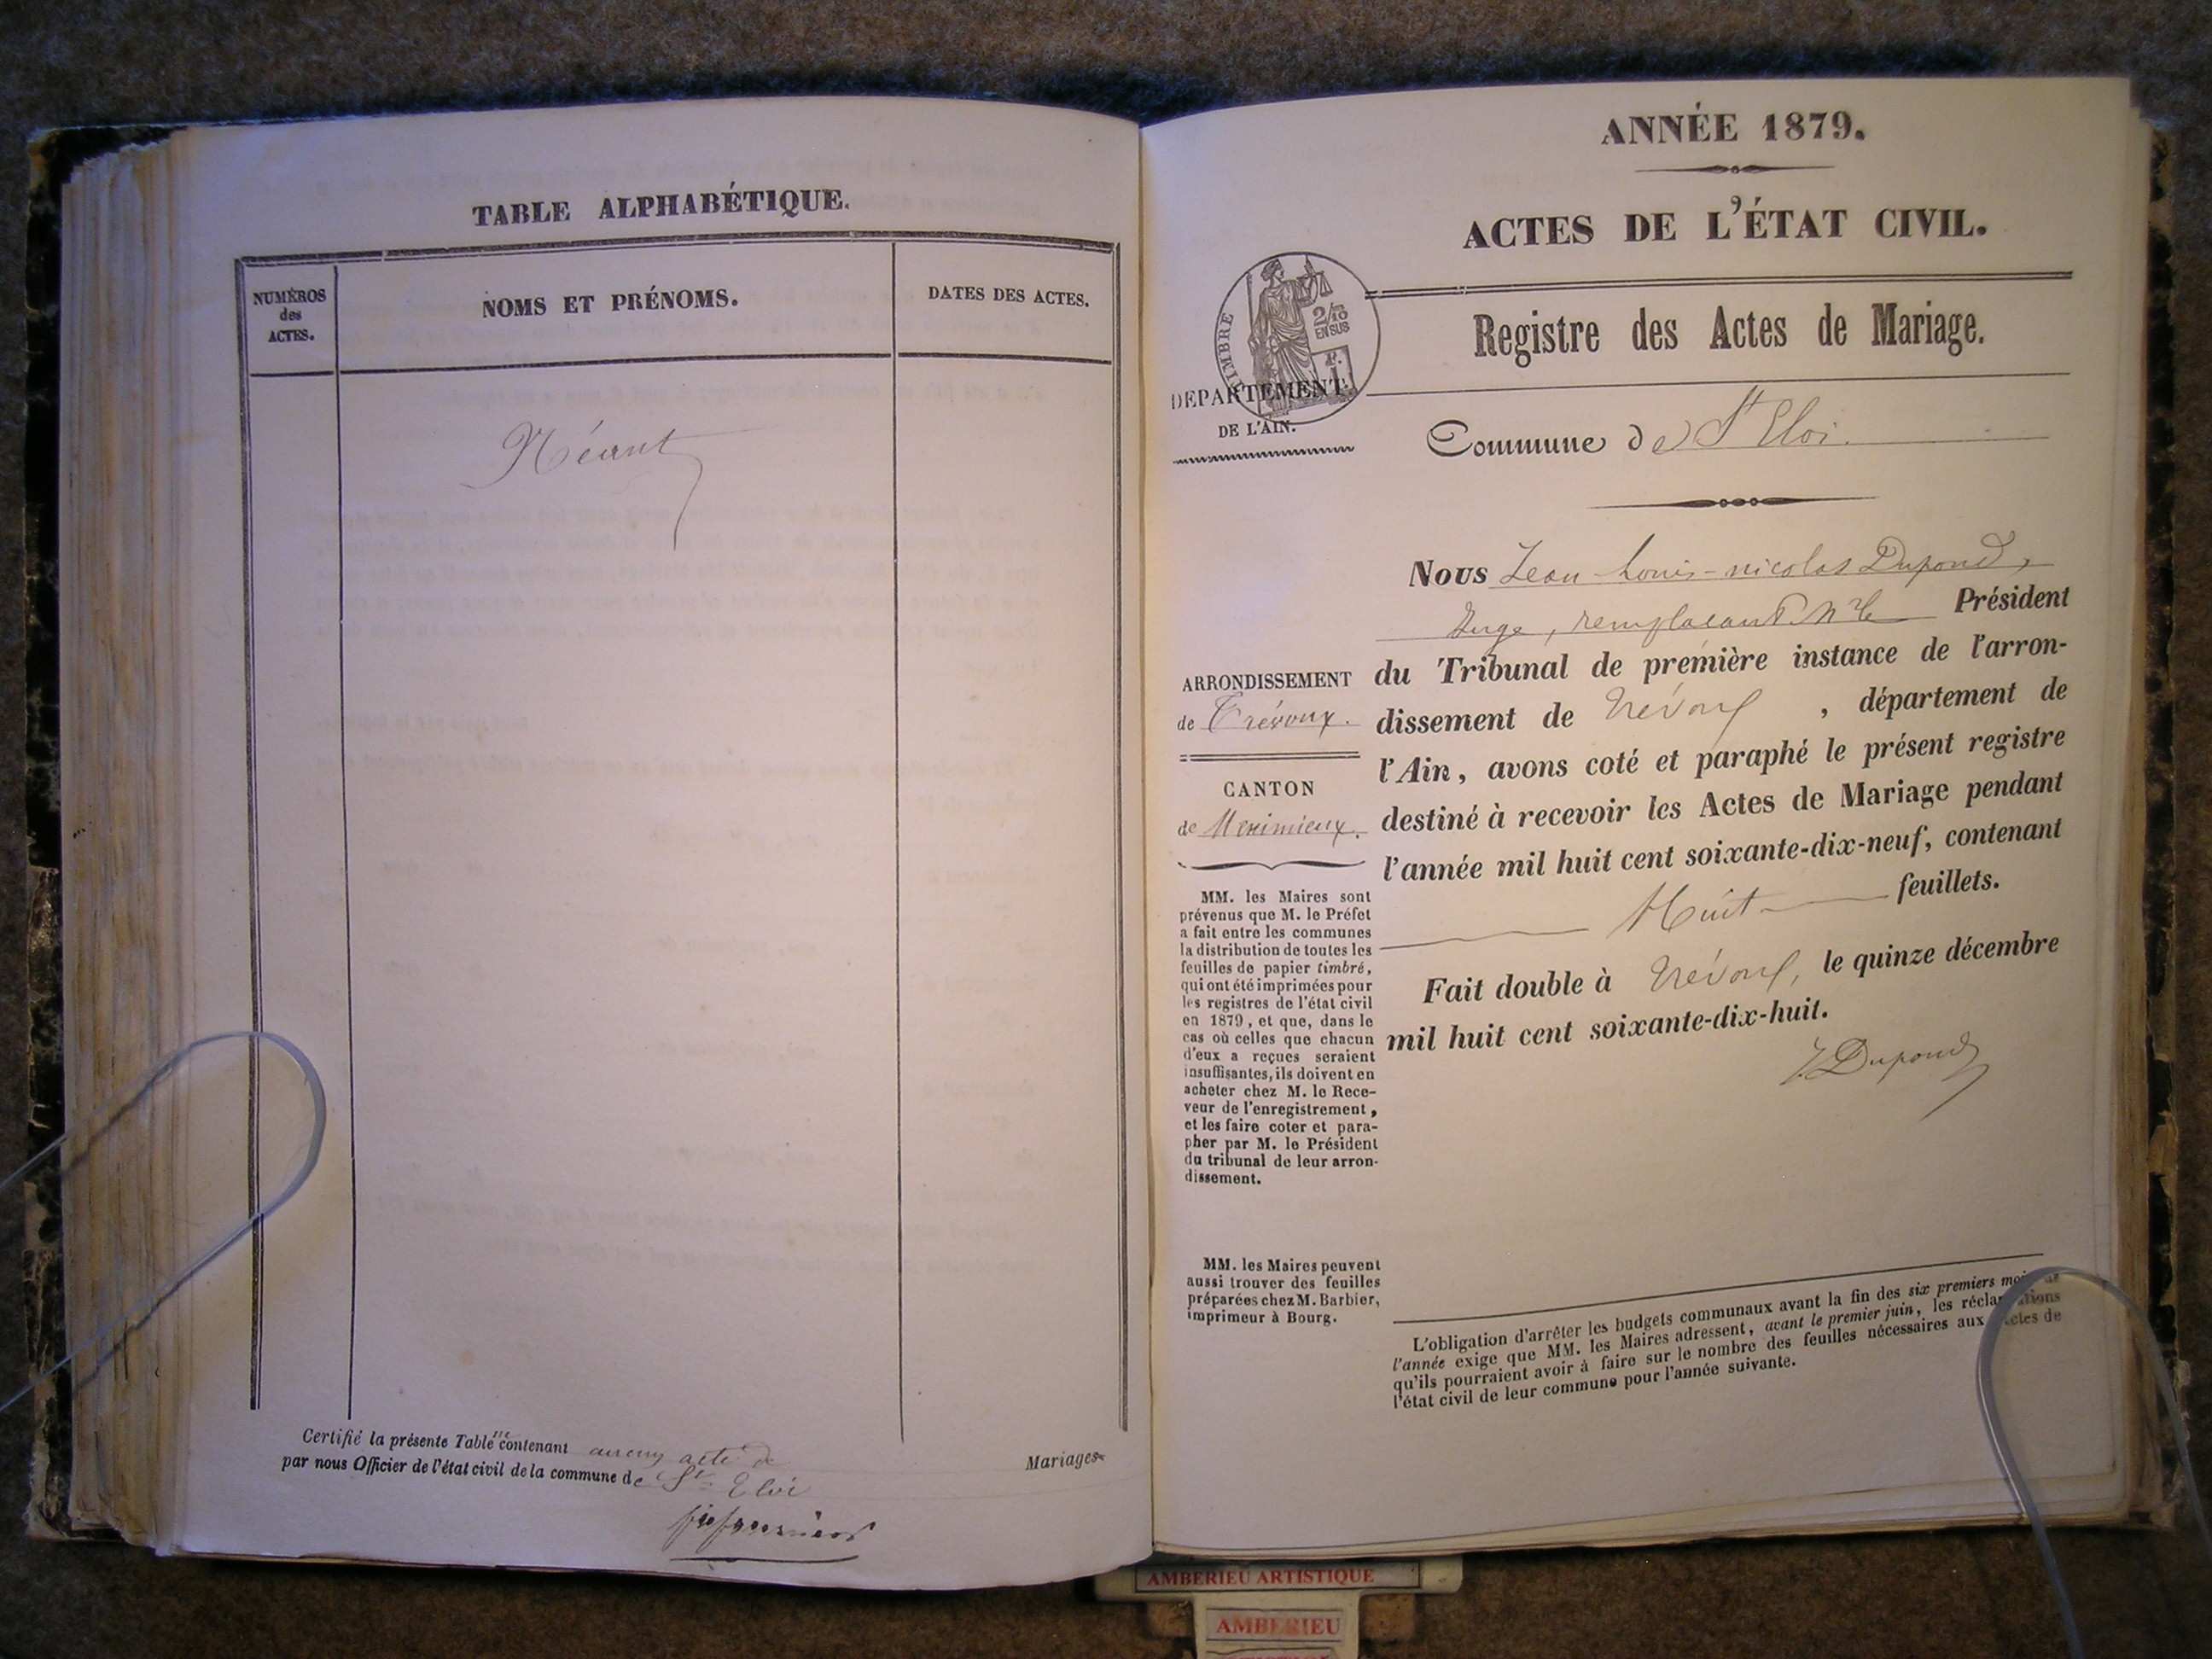 TABLE ALPHABÉTIQUE.
NUMÉROS
des
ACTES.
NOMS ET PRÉNOMS.
DATES DES ACTES.
Néant
Certifié la présente Table contenant aucun acte de Mariages
par nous Officier de l'état civil de la commune de St Eloi
ANNÉE 1879.
ACTES DE L'ÉTAT CIVIL.
TIMBRE
2/10
EN SUS
Registre des Actes de Mariage.
DÉPARTEMENT
DE L'AIN.
Commune de St Eloi.
Nous Jean-Louis-nicolas Dupond,
Juge, remplaçant Mr le Président
du Tribunal de première instance de l'arron-
dissement de Trévoux, département de
l'Ain, avons coté et paraphé le présent registre
destiné à recevoir les Actes de Mariage pendant
l'année mil huit cent soixante-dix-neuf, contenant
Huit feuillets.
Fait double à Trévoux, le quinze décembre
mil huit cent soixante-dix-huit.
J Dupond
ARRONDISSEMENT
de Trévoux.
CANTON
de Meximieux.
MM. les Maires sont
prévenus que M. le Préfet
a fait entre les communes
la distribution de toutes les
feuilles de papier timbré,
qui ont été imprimées pour
les registres de l'état civil
en 1879, et que, dans le
cas où celles que chacun
d'eux a reçues seraient
insuffisantes, ils doivent en
acheter chez M. le Rece-
veur de l'enregistrement,
et les faire coter et para-
pher par M. le Président
du tribunal de leur arron-
dissement.
MM. les Maires peuvent
aussi trouver des feuilles
préparées chez M. Barbier,
imprimeur à Bourg.
L'obligation d'arrêter les budgets communaux avant la fin des six premiers mois de
l'année exige que MM. les Maires adressent, avant le premier juin, les réclamations
qu'ils pourraient avoir à faire sur le nombre des feuilles nécessaires aux actes de
l'état civil de leur commune pour l'année suivante.
AMBERIEU ARTISTIQUE
AMBERIEU